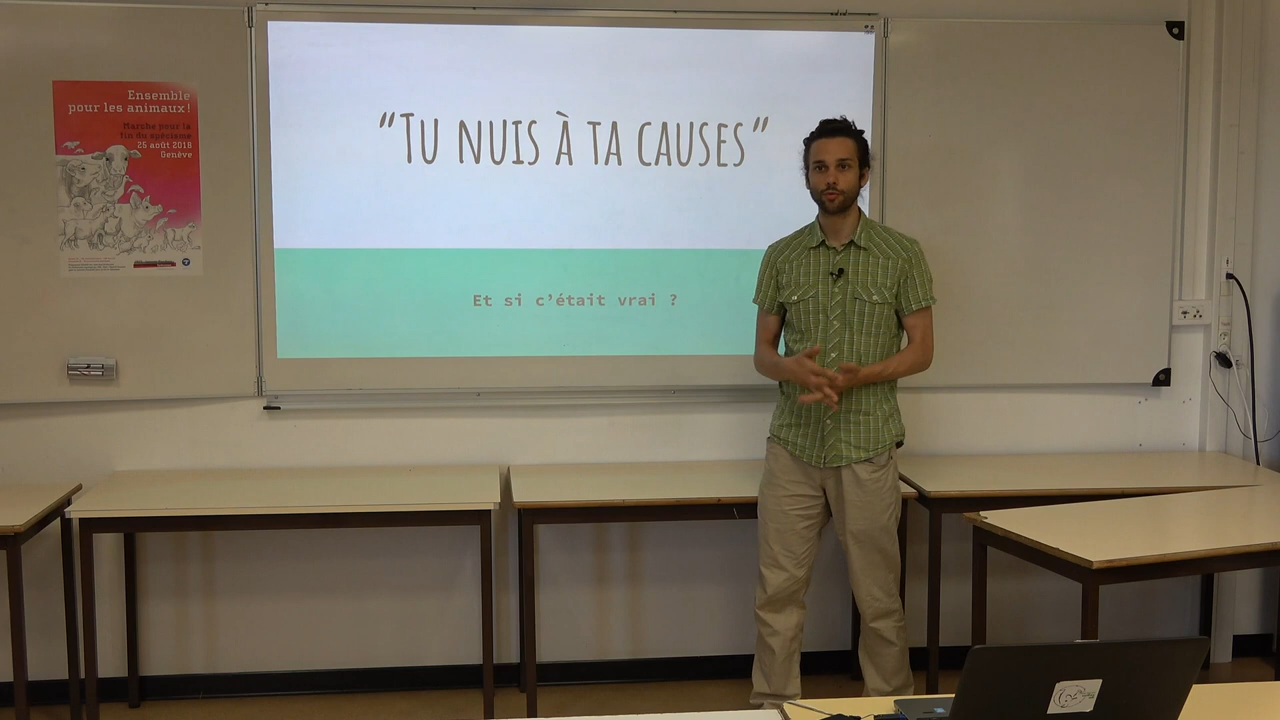 Ensemble
pour les animaux!
Marche pour la
fin du spécisme
25 août 2018
Genève
“Tu nuis à ta causes”
Et si c’était vrai ?